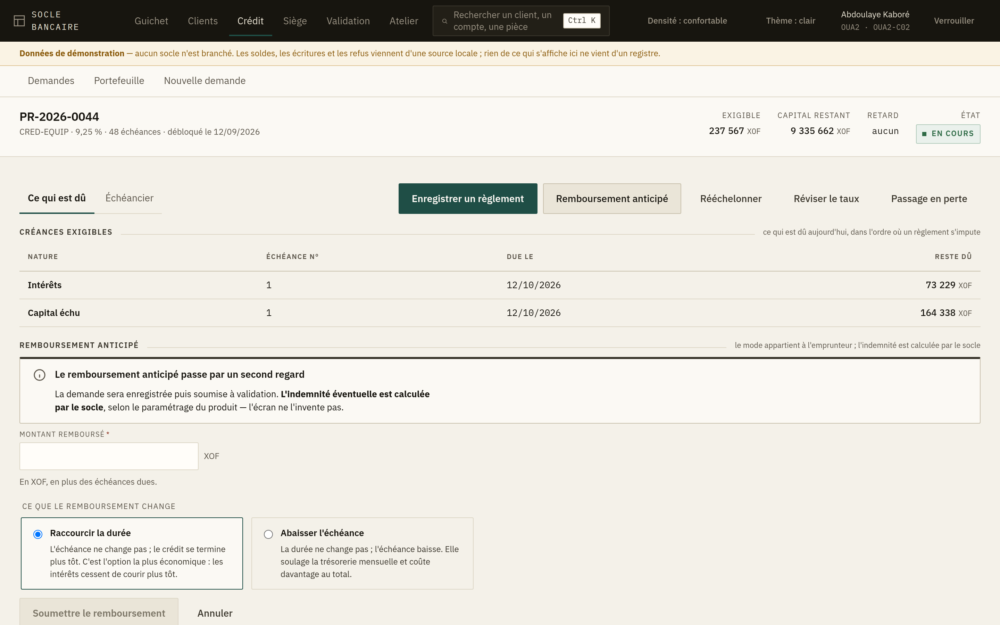 SOCLE
BANCAIRE
Guichet
Clients
Crédit
Siège
Validation
Atelier
Rechercher un client, un
compte, une pièce
Ctrl K
Densité : confortable
Thème : clair
Abdoulaye Kaboré
OUA2 · OUA2-C02
Verrouiller
Données de démonstration — aucun socle n'est branché. Les soldes, les écritures et les refus viennent d'une source locale ; rien de ce qui s'affiche ici ne vient d'un registre.
Demandes
Portefeuille
Nouvelle demande
PR-2026-0044
CRED-EQUIP · 9,25 % · 48 échéances · débloqué le 12/09/2026
EXIGIBLE
237 567 XOF
CAPITAL RESTANT
9 335 662 XOF
RETARD
aucun
ÉTAT
EN COURS
Ce qui est dû
Échéancier
Enregistrer un règlement
Remboursement anticipé
Rééchelonner
Réviser le taux
Passage en perte
CRÉANCES EXIGIBLES
ce qui est dû aujourd'hui, dans l'ordre où un règlement s'impute
NATURE
ÉCHÉANCE N°
DUE LE
RESTE DÛ
Intérêts
1
12/10/2026
73 229 XOF
Capital échu
1
12/10/2026
164 338 XOF
REMBOURSEMENT ANTICIPÉ
le mode appartient à l'emprunteur ; l'indemnité est calculée par le socle
Le remboursement anticipé passe par un second regard
La demande sera enregistrée puis soumise à validation. L'indemnité éventuelle est calculée
par le socle, selon le paramétrage du produit — l'écran ne l'invente pas.
MONTANT REMBOURSÉ *
XOF
En XOF, en plus des échéances dues.
CE QUE LE REMBOURSEMENT CHANGE
Raccourcir la durée
L'échéance ne change pas ; le crédit se termine
plus tôt. C'est l'option la plus économique : les
intérêts cessent de courir plus tôt.
Abaisser l'échéance
La durée ne change pas ; l'échéance baisse. Elle
soulage la trésorerie mensuelle et coûte
davantage au total.
Soumettre le remboursement
Annuler